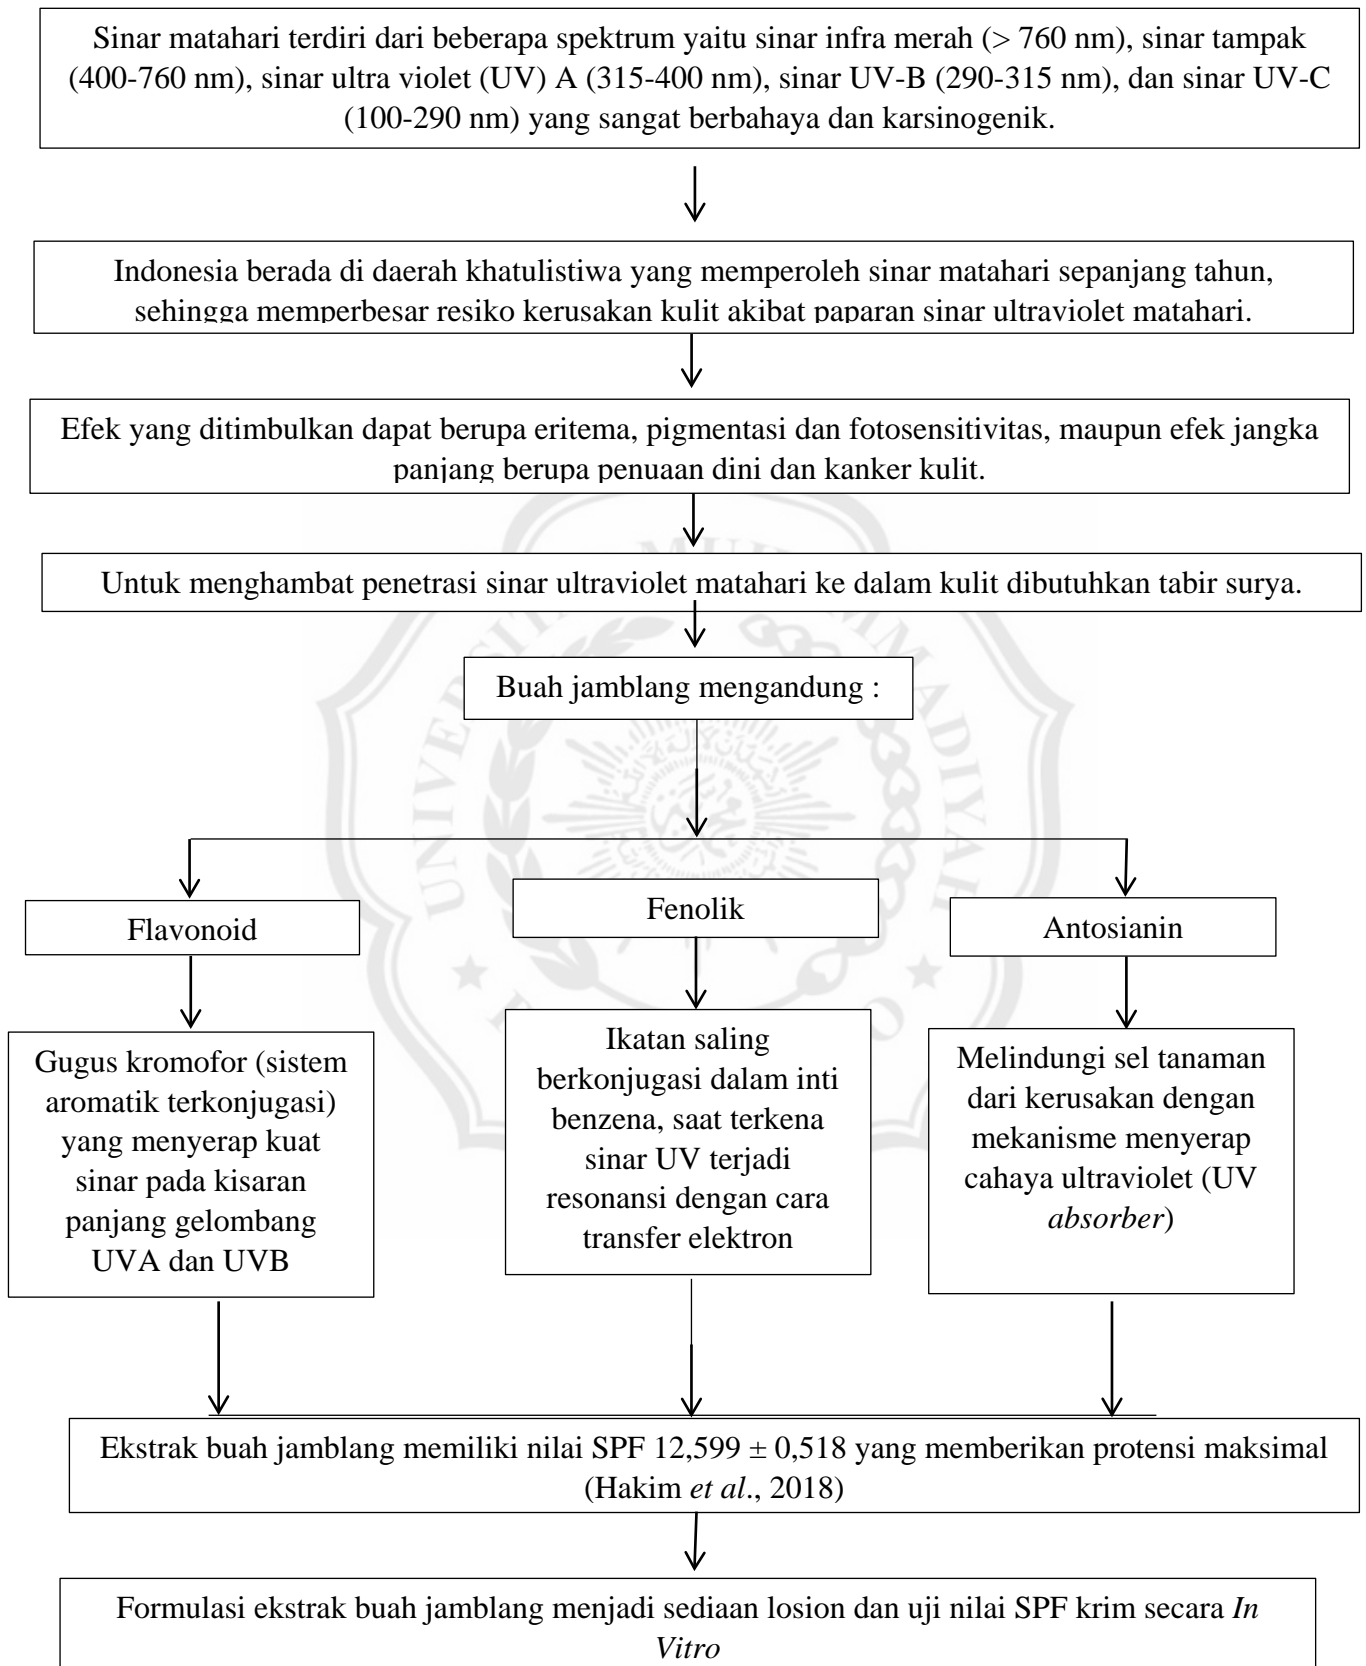 Sinar matahari terdiri dari beberapa spektrum yaitu sinar infra merah (> 760 nm), sinar tampak
(400-760 nm), sinar ultra violet (UV) A (315-400 nm), sinar UV-B (290-315 nm), dan sinar UV-C
(100-290 nm) yang sangat berbahaya dan karsinogenik.
Indonesia berada di daerah khatulistiwa yang memperoleh sinar matahari sepanjang tahun,
sehingga memperbesar resiko kerusakan kulit akibat paparan sinar ultraviolet matahari.
Efek yang ditimbulkan dapat berupa eritema, pigmentasi dan fotosensitivitas, maupun efek jangka
panjang berupa penuaan dini dan kanker kulit.
Untuk menghambat penetrasi sinar ultraviolet matahari ke dalam kulit dibutuhkan tabir surya.
Buah jamblang mengandung :
Flavonoid
Fenolik
Antosianin
Gugus kromofor (sistem
aromatik terkonjugasi)
yang menyerap kuat
sinar pada kisaran
panjang gelombang
UVA dan UVB
Ikatan saling
berkonjugasi dalam inti
benzena, saat terkena
sinar UV terjadi
resonansi dengan cara
transfer elektron
Melindungi sel tanaman
dari kerusakan dengan
mekanisme menyerap
cahaya ultraviolet (UV
absorber)
Ekstrak buah jamblang memiliki nilai SPF 12,599 ± 0,518 yang memberikan protensi maksimal
(Hakim et al., 2018)
Formulasi ekstrak buah jamblang menjadi sediaan losion dan uji nilai SPF krim secara In
Vitro